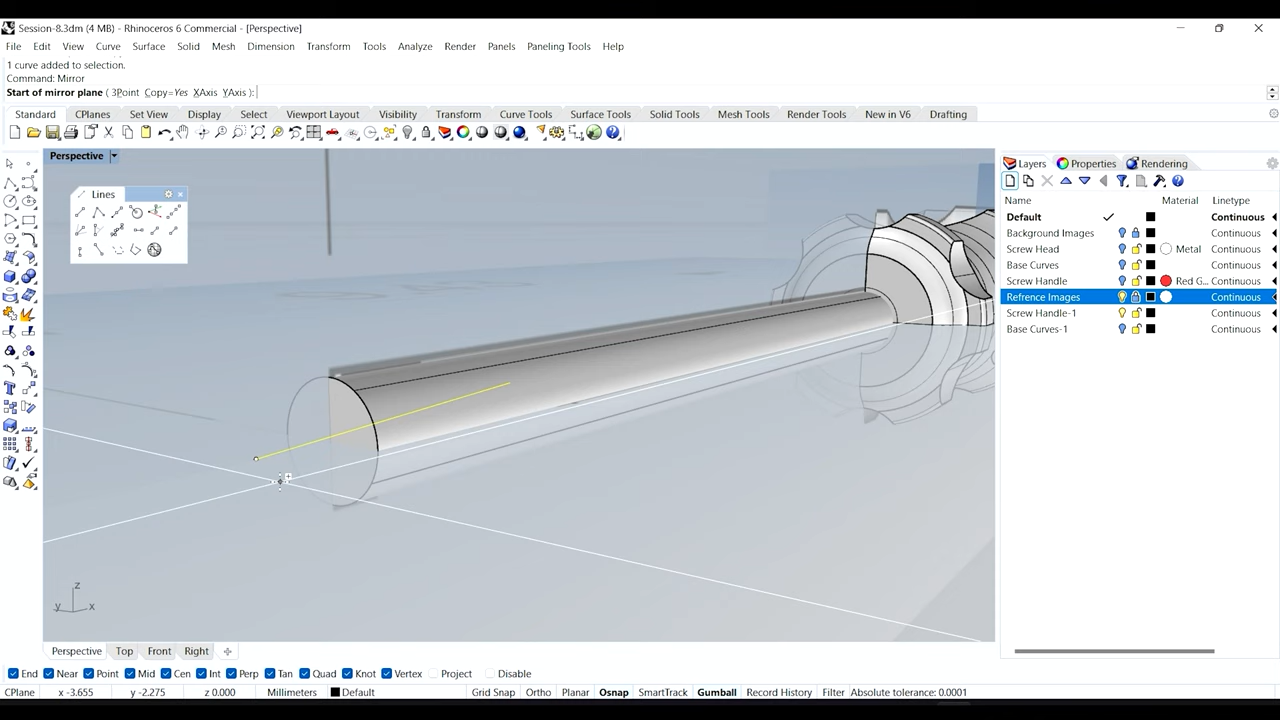 Session-8.3dm (4 MB) - Rhinoceros 6 Commercial - [Perspective]
File Edit View Curve Surface Solid Mesh Dimension Transform Tools Analyze Render Panels Paneling Tools Help
1 curve added to selection.
Command: Mirror
Start of mirror plane ( 3Point Copy=Yes XAxis YAxis ):
Standard CPlanes Set View Display Select Viewport Layout Visibility Transform Curve Tools Surface Tools Solid Tools Mesh Tools Render Tools New in V6 Drafting
Perspective
Lines
Layers Properties Rendering
Name Material Linetype
Default Continuous
Background Images Continuous
Screw Head Metal Continuous
Base Curves Continuous
Screw Handle Red G... Continuous
Refrence Images Continuous
Screw Handle-1 Continuous
Base Curves-1 Continuous
z
y x
Perspective Top Front Right
End Near Point Mid Cen Int Perp Tan Quad Knot Vertex Project Disable
CPlane x -3.655 y -2.275 z 0.000 Millimeters Default Grid Snap Ortho Planar Osnap SmartTrack Gumball Record History Filter Absolute tolerance: 0.0001